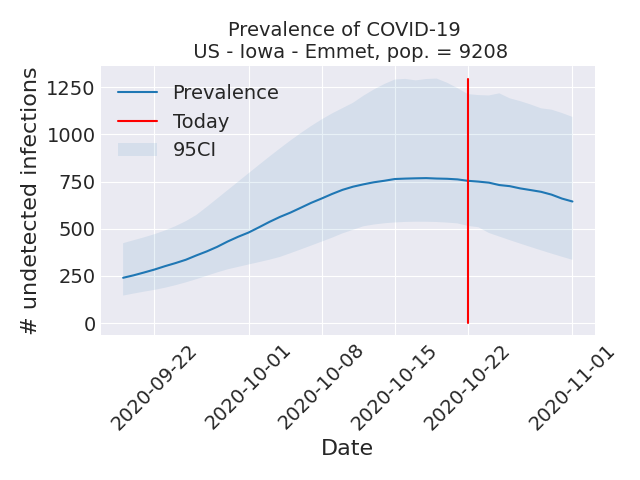 Prevalence of COVID-19
US - Iowa - Emmet, pop. = 9208
# undetected infections
1250
1000
750
500
250
0
Prevalence
Today
95CI
2020-09-22
2020-10-01
2020-10-08
2020-10-15
2020-10-22
2020-11-01
Date